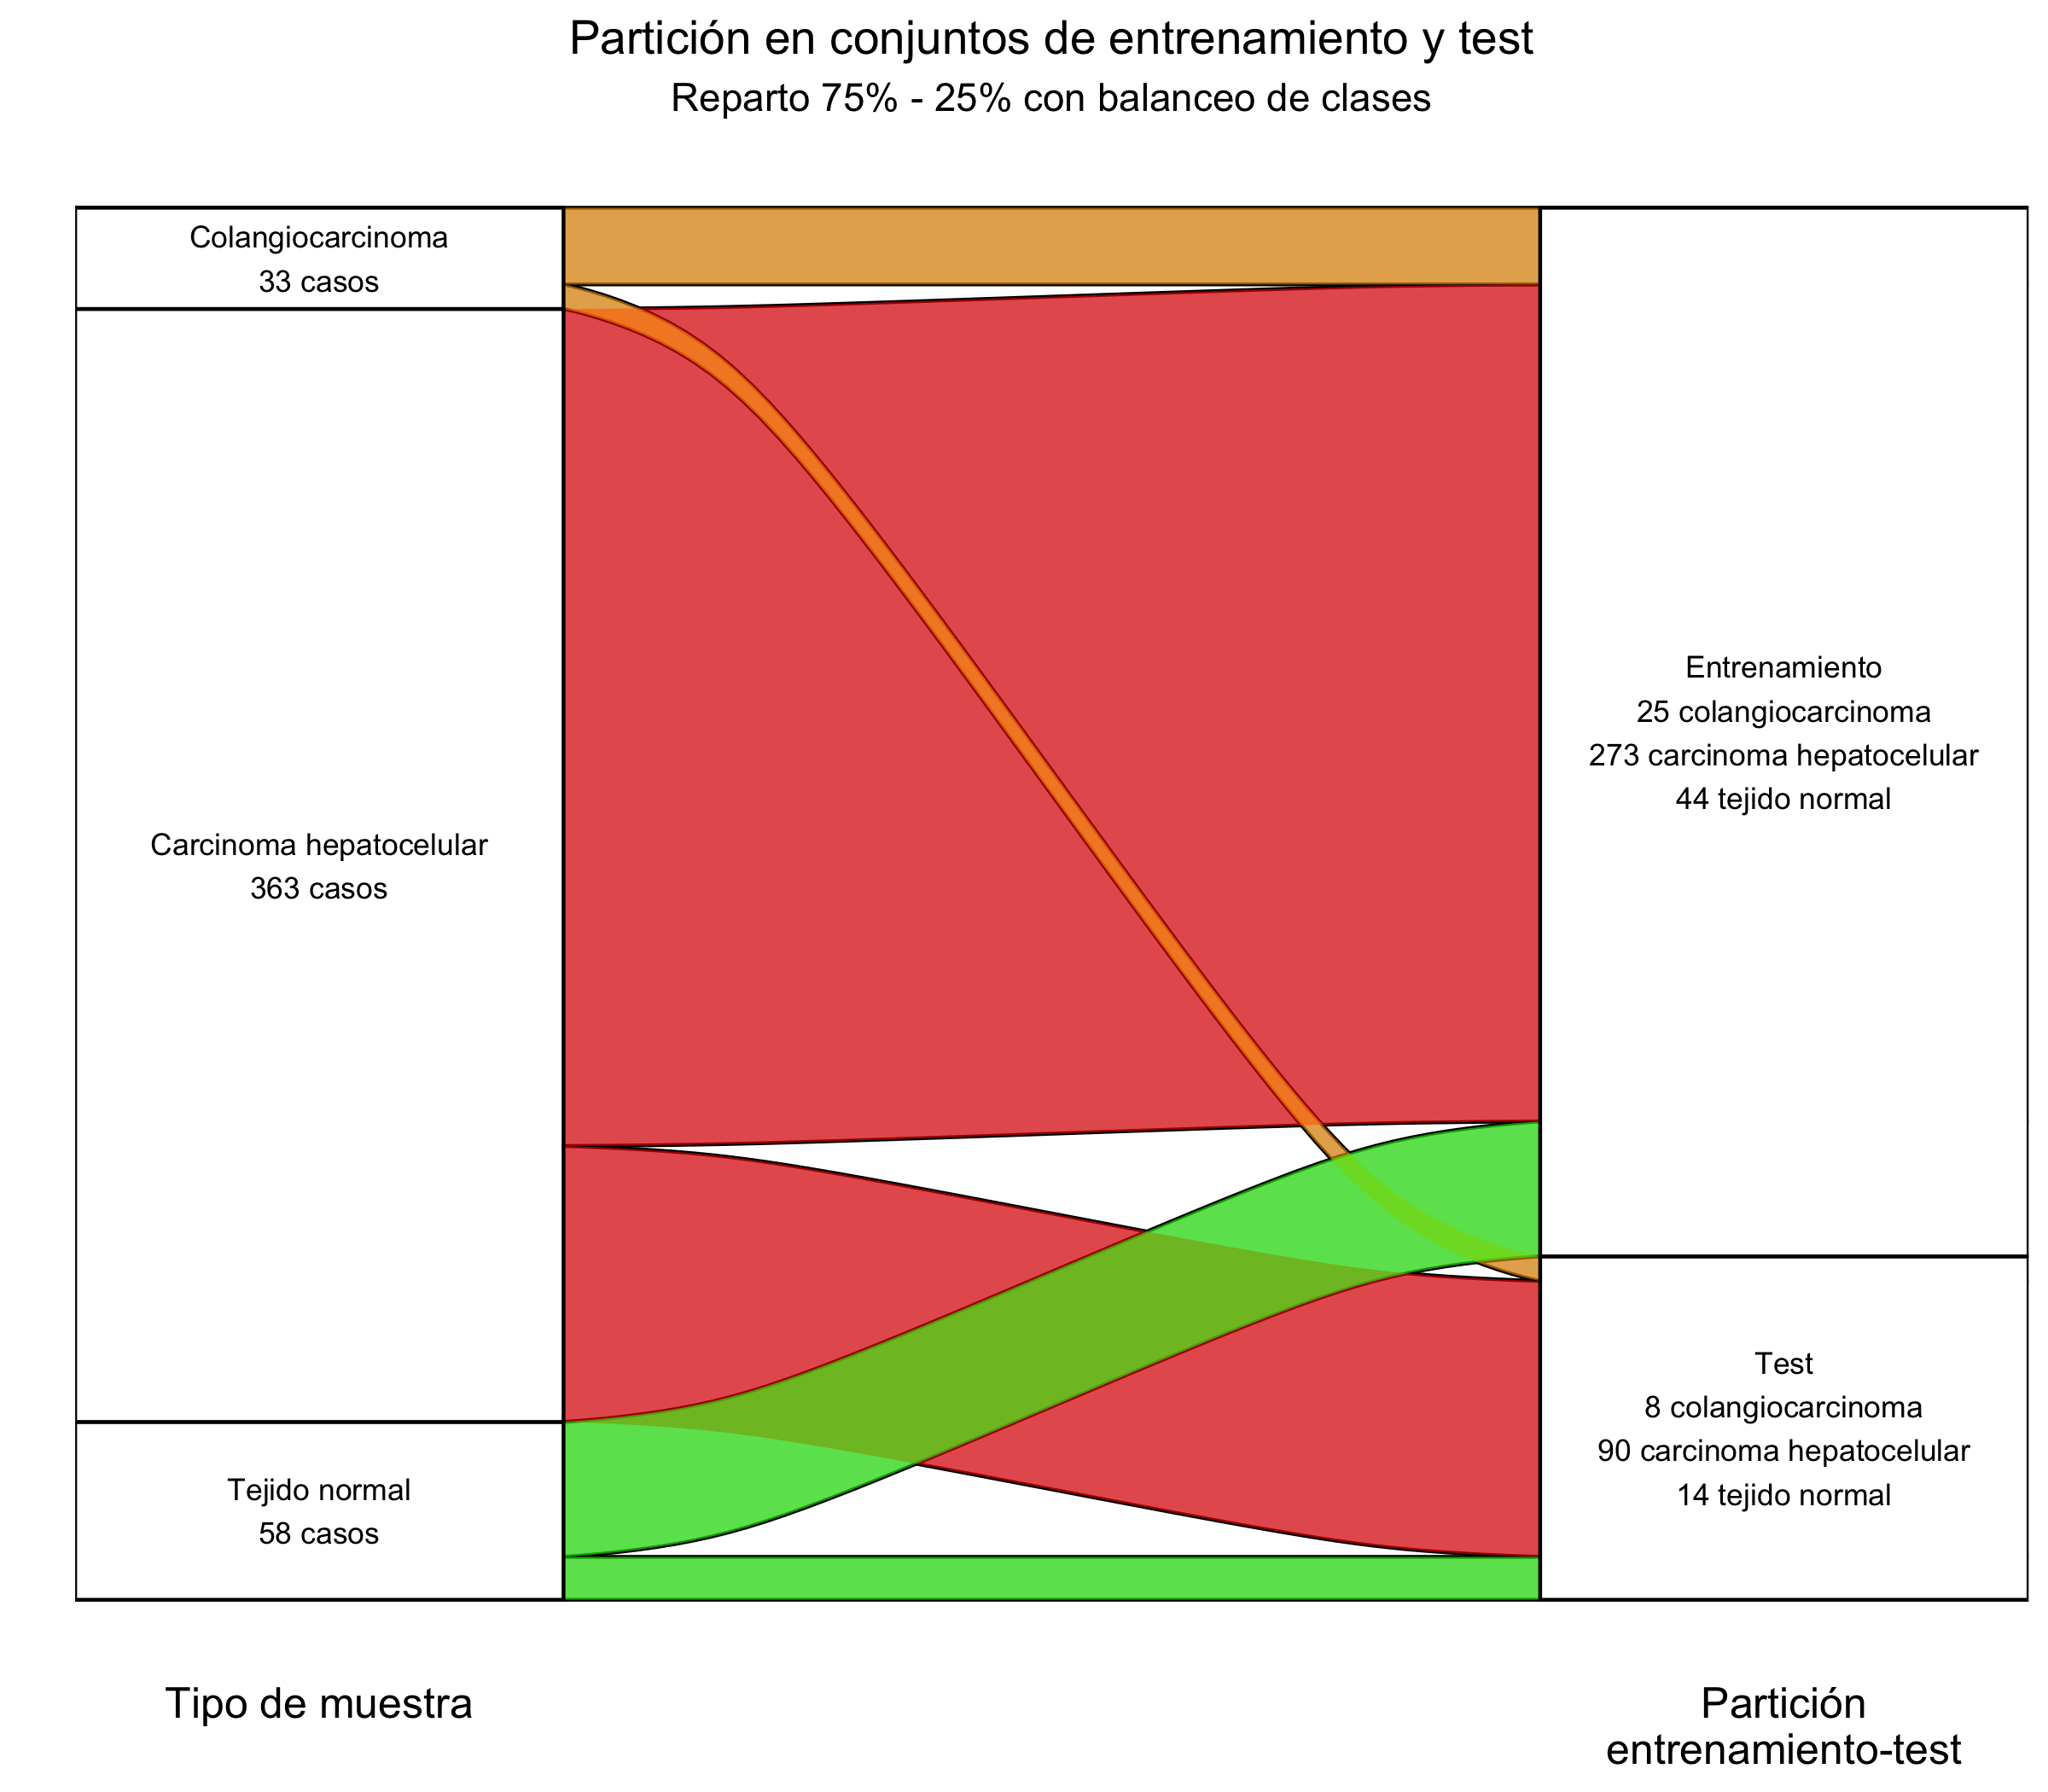 Partición en conjuntos de entrenamiento y test
Reparto 75% - 25% con balanceo de clases
Colangiocarcinoma
33 casos
Carcinoma hepatocelular
363 casos
Tejido normal
58 casos
Entrenamiento
25 colangiocarcinoma
273 carcinoma hepatocelular
44 tejido normal
Test
8 colangiocarcinoma
90 carcinoma hepatocelular
14 tejido normal
Tipo de muestra
Partición
entrenamiento-test